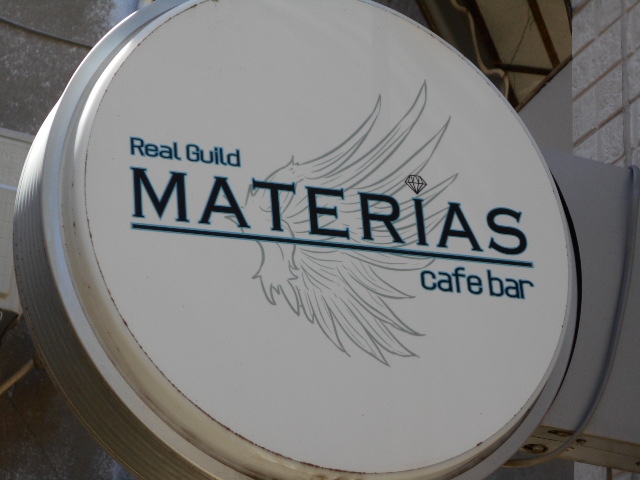 Real Guild
MATERIAS
cafe bar